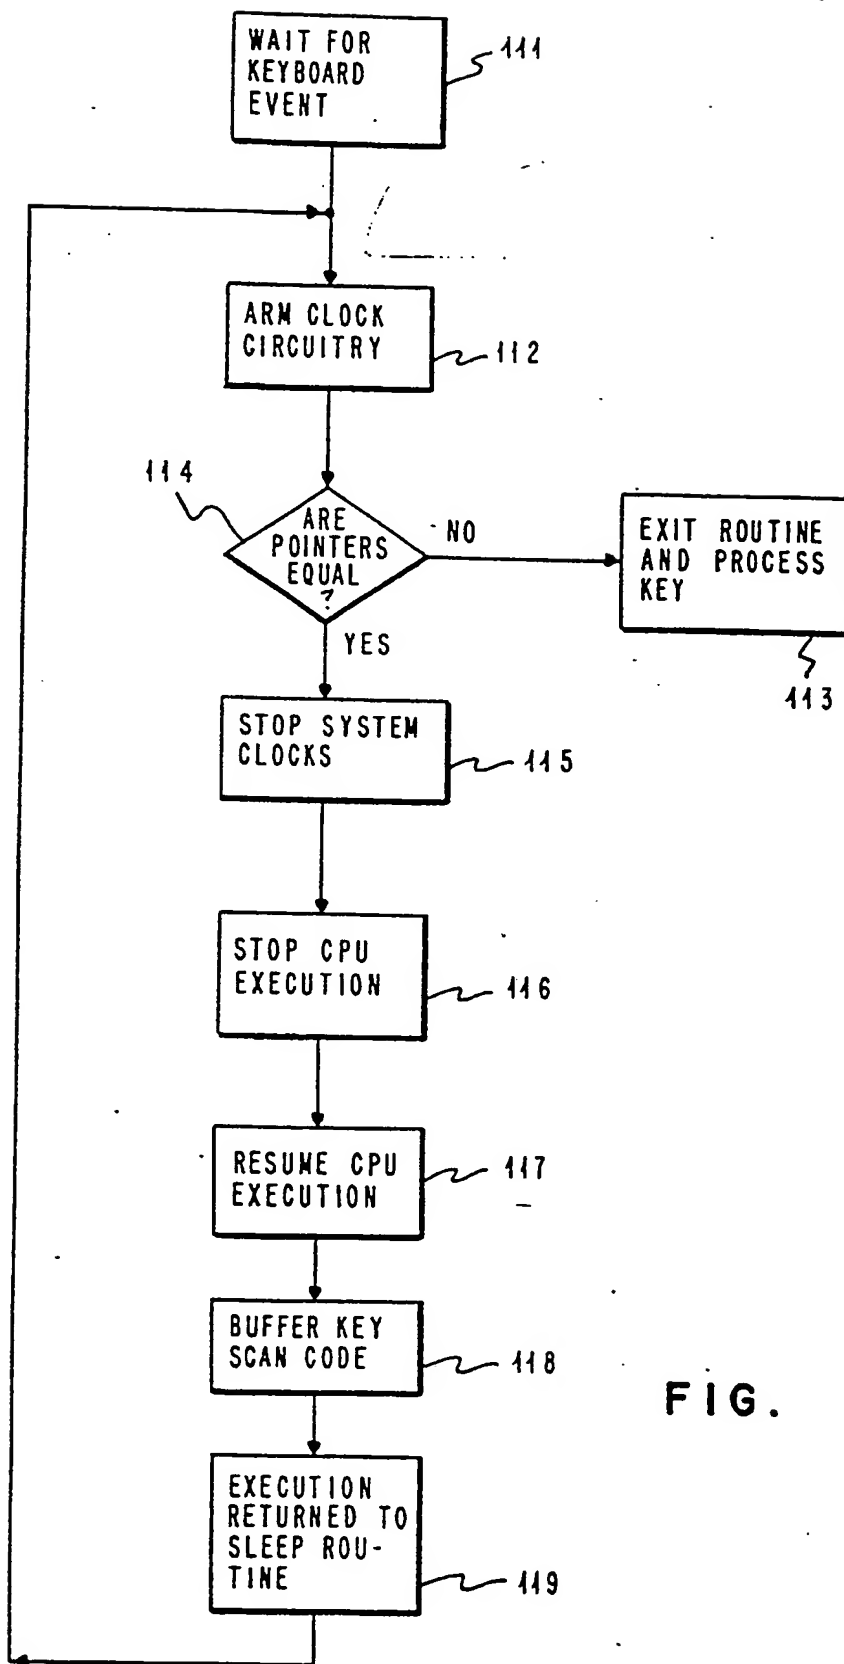 WAIT FOR
KEYBOARD
EVENT
111
ARM CLOCK
CIRCUITRY
112
114
ARE
POINTERS
EQUAL
?
NO
EXIT ROUTINE
AND PROCESS
KEY
113
YES
STOP SYSTEM
CLOCKS
115
STOP CPU
EXECUTION
116
RESUME CPU
EXECUTION
117
BUFFER KEY
SCAN CODE
118
FIG.
EXECUTION
RETURNED TO
SLEEP ROU-
TINE
119